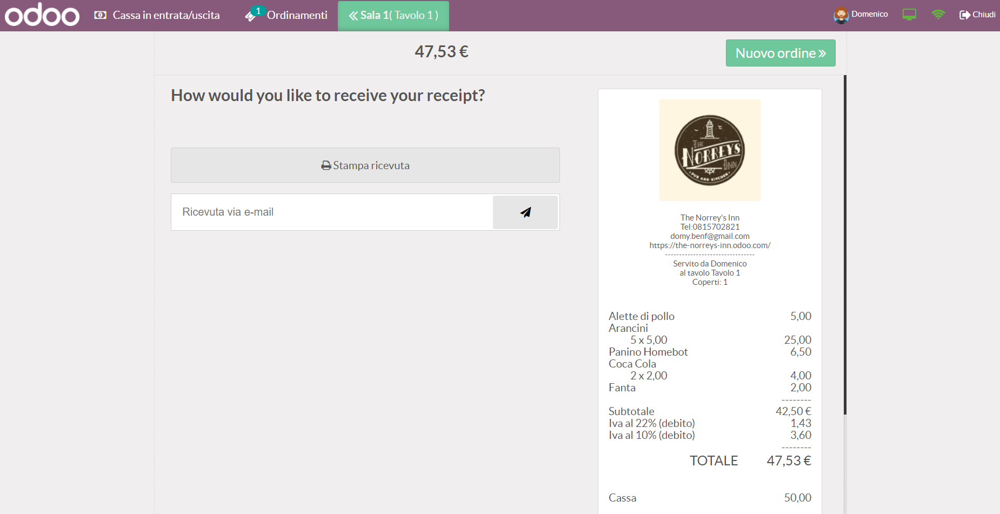 odoo
Cassa in entrata/uscita
1
Ordinamenti
Sala 1( Tavolo 1 )
Domenico
Chiudi
47,53 €
Nuovo ordine
How would you like to receive your receipt?
Stampa ricevuta
Ricevuta via e-mail
THE
NORREYS
INN
PUB AND KITCHEN
The Norrey's Inn
Tel:0815702821
domy.benf@gmail.com
https://the-norreys-inn.odoo.com/
--------------------------------
Servito da Domenico
al tavolo Tavolo 1
Coperti: 1
Alette di pollo 5,00
Arancini
5 x 5,00 25,00
Panino Homebot 6,50
Coca Cola
2 x 2,00 4,00
Fanta 2,00
--------
Subtotale 42,50 €
Iva al 22% (debito) 1,43
Iva al 10% (debito) 3,60
--------
TOTALE 47,53 €
Cassa 50,00